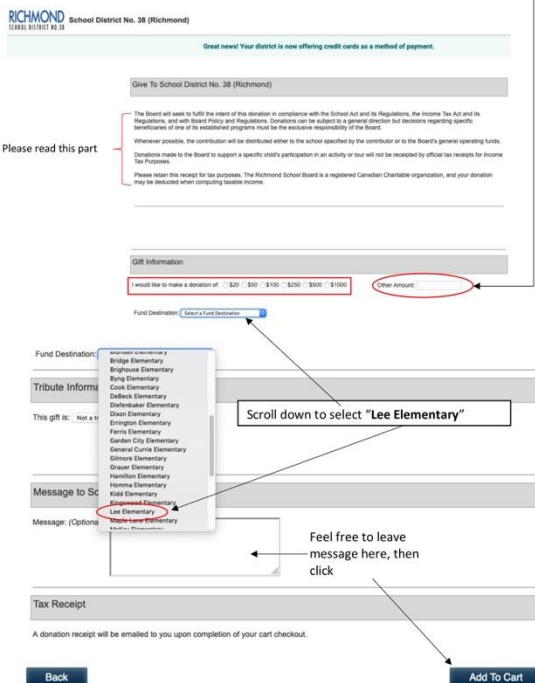 RICHMOND School District No. 38 (Richmond)
SCHOOL DISTRICT NO.38
Great news! Your district is now offering credit cards as a method of payment.
Give To School District No. 38 (Richmond)
Please read this part
The Board will seek to fulfil the intent of this donation in compliance with the School Act and its Regulations, the Income Tax Act and its
Regulations, and with Board Policy and Regulations. Donations can be subject to a general direction but decisions regarding specific
beneficiaries of one of its established programs must be the exclusive responsibility of the Board.
Whenever possible, the contribution will be distributed either to the school specified by the contributor or to the Board's general operating funds.
Donations made to the Board to support a specific child's participation in an activity or tour will not be receipted by official tax receipts for Income
Tax Purposes.
Please retain this receipt for tax purposes. The Richmond School Board is a registered Canadian Charitable organization, and your donation
may be deducted when computing taxable income.
Gift Information
I would like to make a donation of: $20 $50 $100 $250 $500 $1000 Other Amount:
Fund Destination: Select a Fund Destination
Fund Destination:
Blundell Elementary
Bridge Elementary
Brighouse Elementary
Byng Elementary
Cook Elementary
DeBeck Elementary
Diefenbaker Elementary
Dixon Elementary
Errington Elementary
Ferris Elementary
Garden City Elementary
General Currie Elementary
Gilmore Elementary
Grauer Elementary
Hamilton Elementary
Homma Elementary
Kidd Elementary
Kingswood Elementary
Lee Elementary
Maple Lane Elementary
McKay Elementary
Tribute Informa
This gift is: Not a tr
Scroll down to select "Lee Elementary"
Message to Sc
Message: (Optiona
Feel free to leave
message here, then
click
Tax Receipt
A donation receipt will be emailed to you upon completion of your cart checkout.
Back Add To Cart